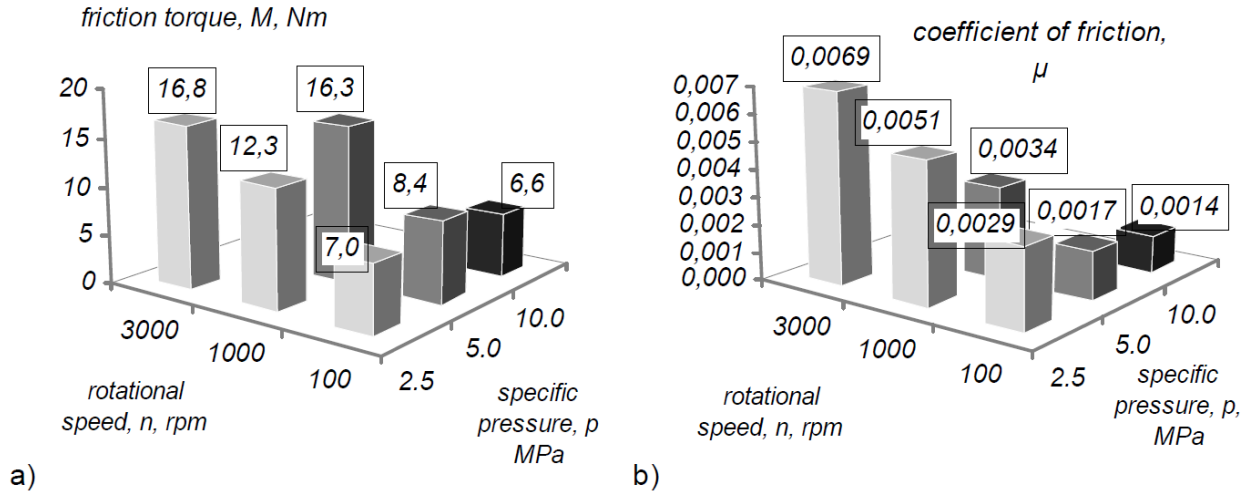 friction torque, M, Nm
20
15
10
5
0
16,8
12,3
16,3
7,0
8,4
6,6
3000
1000
100
2.5
5.0
10.0
rotational
speed, n, rpm
specific
pressure, p
MPa
a)
coefficient of friction,
μ
0,007
0,006
0,005
0,004
0,003
0,002
0,001
0,000
0,0069
0,0051
0,0034
0,0029
0,0017
0,0014
3000
1000
100
2.5
5.0
10.0
rotational
speed, n, rpm
specific
pressure, p,
MPa
b)